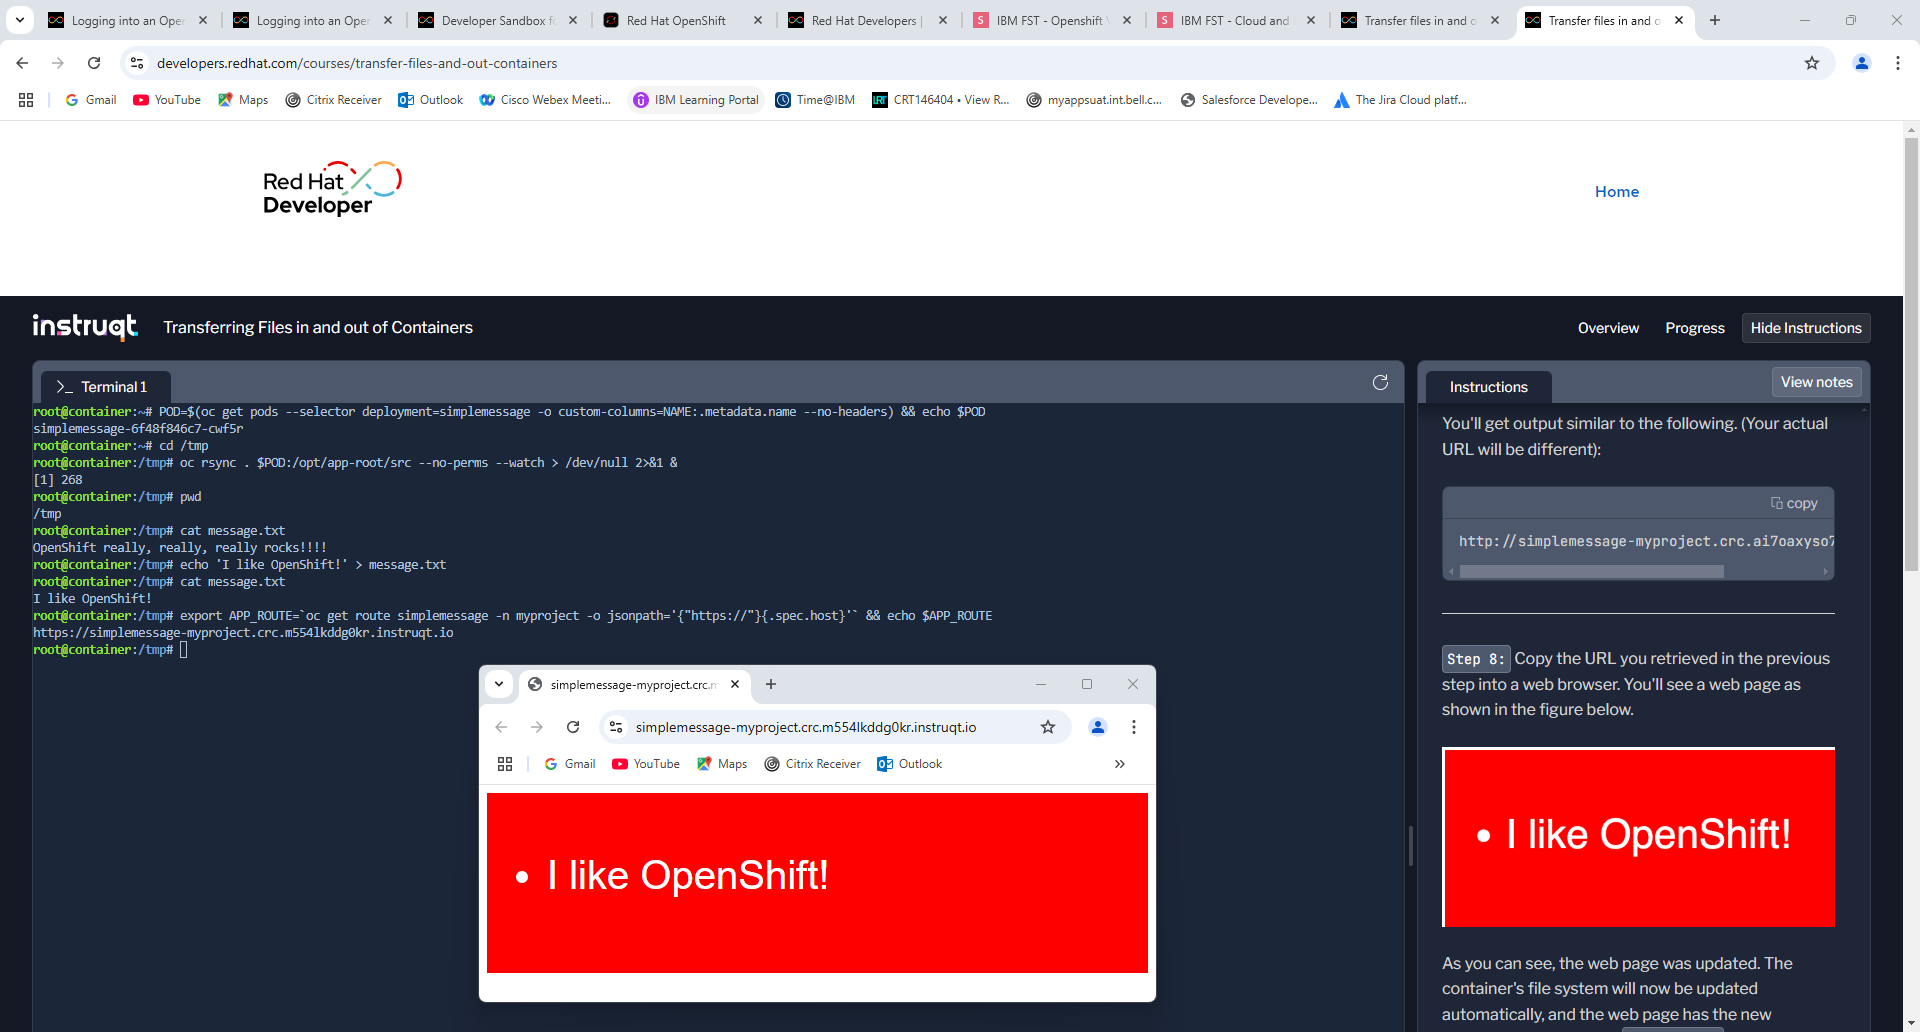 Logging into an Oper
Logging into an Oper
Developer Sandbox fo
Red Hat OpenShift
Red Hat Developers |
IBM FST - Openshift
IBM FST - Cloud and
Transfer files in and o
Transfer files in and o
developers.redhat.com/courses/transfer-files-and-out-containers
Gmail
YouTube
Maps
Citrix Receiver
Outlook
Cisco Webex Meeti...
IBM Learning Portal
Time@IBM
CRT146404 • View R...
myappsuat.int.bell.c...
Salesforce Develope...
The Jira Cloud platf...
Red Hat
Developer
Home
instruqt
Transferring Files in and out of Containers
Overview
Progress
Hide Instructions
>_ Terminal 1
root@container:~# POD=$(oc get pods --selector deployment=simplemessage -o custom-columns=NAME:.metadata.name --no-headers) && echo $POD
simplemessage-6f48f846c7-cwf5r
root@container:~# cd /tmp
root@container:/tmp# oc rsync . $POD:/opt/app-root/src --no-perms --watch > /dev/null 2>&1 &
[1] 268
root@container:/tmp# pwd
/tmp
root@container:/tmp# cat message.txt
OpenShift really, really, really rocks!!!!
root@container:/tmp# echo 'I like OpenShift!' > message.txt
root@container:/tmp# cat message.txt
I like OpenShift!
root@container:/tmp# export APP_ROUTE=`oc get route simplemessage -n myproject -o jsonpath='{"https://"}{.spec.host}'` && echo $APP_ROUTE
https://simplemessage-myproject.crc.m554lkddg0kr.instruqt.io
root@container:/tmp#
simplemessage-myproject.crc.m
simplemessage-myproject.crc.m554lkddg0kr.instruqt.io
Gmail
YouTube
Maps
Citrix Receiver
Outlook
»
• I like OpenShift!
Instructions
View notes
You'll get output similar to the following. (Your actual
URL will be different):
copy
http://simplemessage-myproject.crc.ai7oaxyso7
Step 8: Copy the URL you retrieved in the previous
step into a web browser. You'll see a web page as
shown in the figure below.
• I like OpenShift!
As you can see, the web page was updated. The
container's file system will now be updated
automatically, and the web page has the new